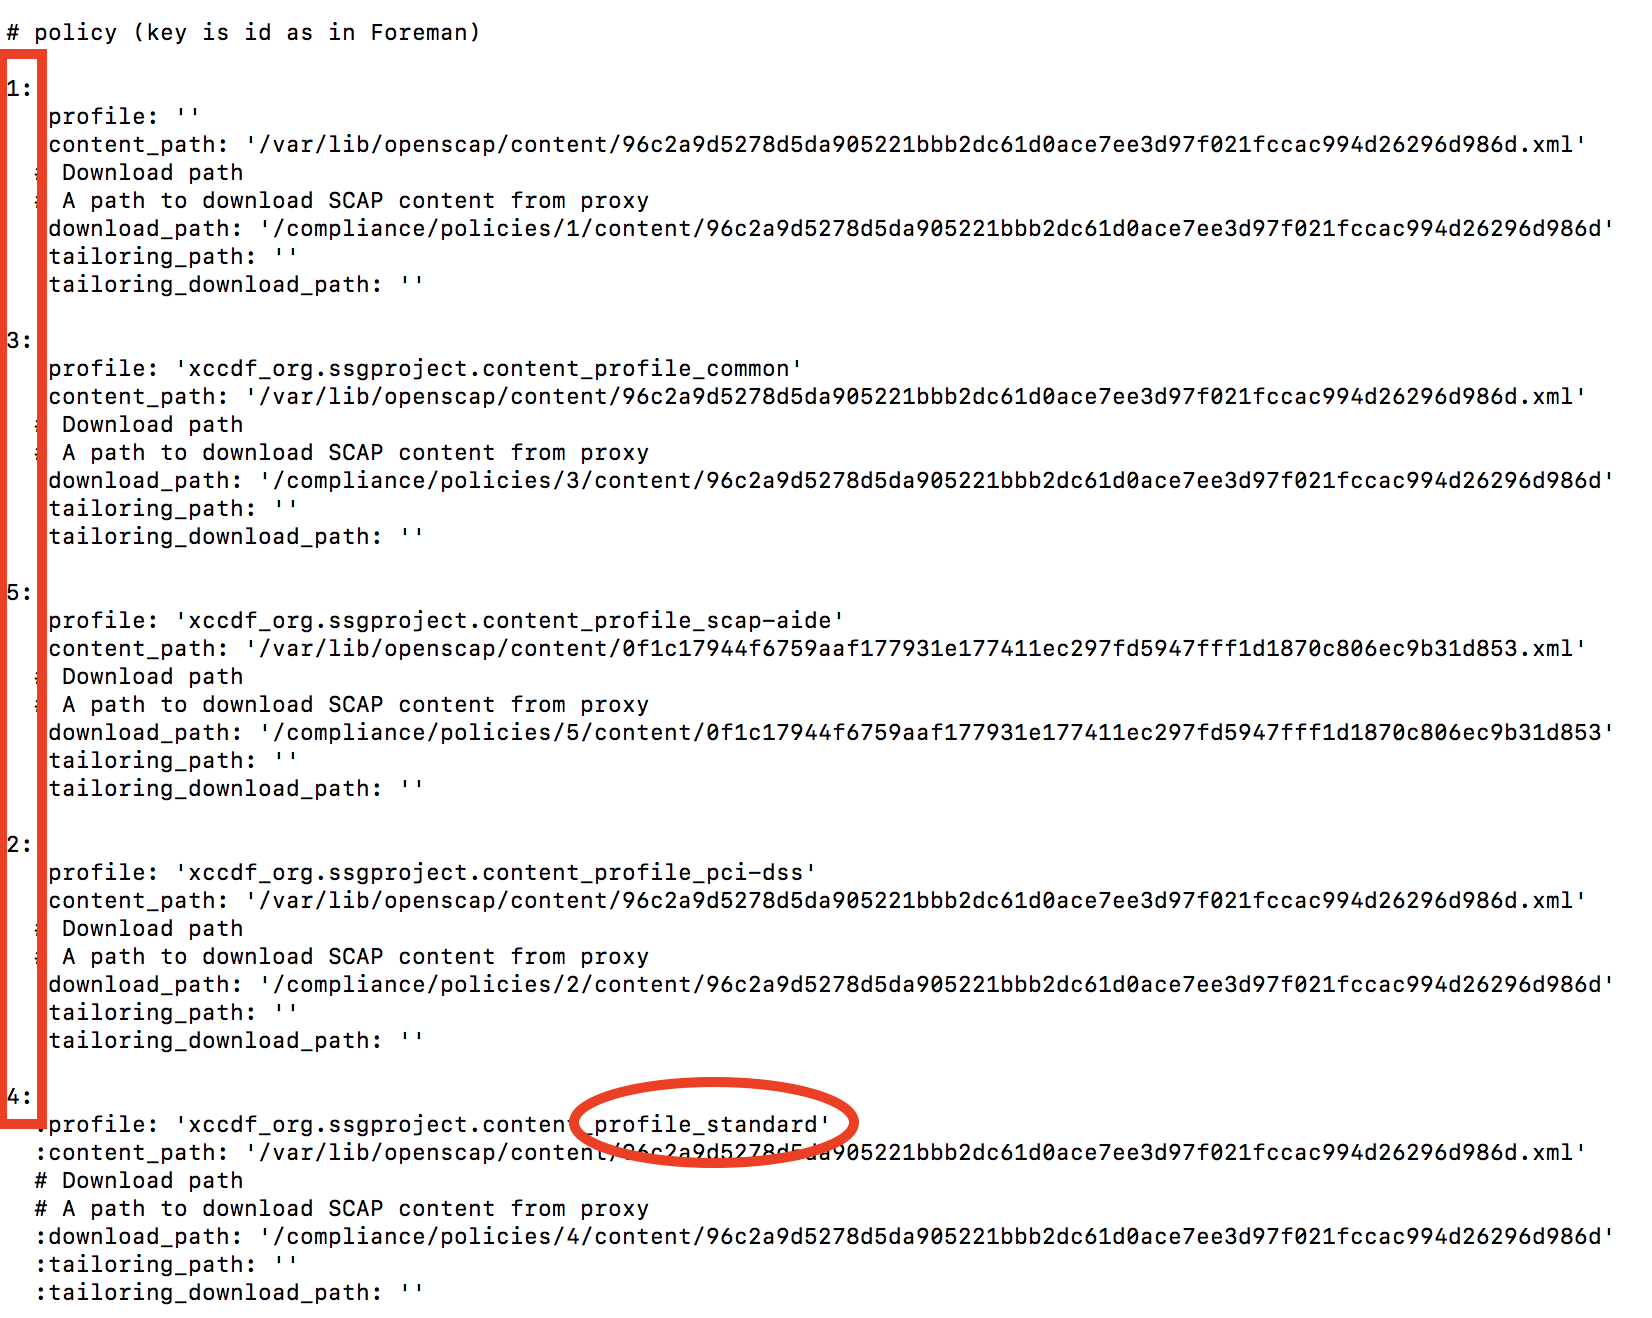 # policy (key is id as in Foreman)
1:
profile: ''
content_path: '/var/lib/openscap/content/96c2a9d5278d5da905221bbb2dc61d0ace7ee3d97f021fccac994d26296d986d.xml'
# Download path
# A path to download SCAP content from proxy
download_path: '/compliance/policies/1/content/96c2a9d5278d5da905221bbb2dc61d0ace7ee3d97f021fccac994d26296d986d'
tailoring_path: ''
tailoring_download_path: ''
3:
profile: 'xccdf_org.ssgproject.content_profile_common'
content_path: '/var/lib/openscap/content/96c2a9d5278d5da905221bbb2dc61d0ace7ee3d97f021fccac994d26296d986d.xml'
# Download path
# A path to download SCAP content from proxy
download_path: '/compliance/policies/3/content/96c2a9d5278d5da905221bbb2dc61d0ace7ee3d97f021fccac994d26296d986d'
tailoring_path: ''
tailoring_download_path: ''
5:
profile: 'xccdf_org.ssgproject.content_profile_scap-aide'
content_path: '/var/lib/openscap/content/0f1c17944f6759aaf177931e177411ec297fd5947fff1d1870c806ec9b31d853.xml'
# Download path
# A path to download SCAP content from proxy
download_path: '/compliance/policies/5/content/0f1c17944f6759aaf177931e177411ec297fd5947fff1d1870c806ec9b31d853'
tailoring_path: ''
tailoring_download_path: ''
2:
profile: 'xccdf_org.ssgproject.content_profile_pci-dss'
content_path: '/var/lib/openscap/content/96c2a9d5278d5da905221bbb2dc61d0ace7ee3d97f021fccac994d26296d986d.xml'
# Download path
# A path to download SCAP content from proxy
download_path: '/compliance/policies/2/content/96c2a9d5278d5da905221bbb2dc61d0ace7ee3d97f021fccac994d26296d986d'
tailoring_path: ''
tailoring_download_path: ''
4:
:profile: 'xccdf_org.ssgproject.content_profile_standard'
:content_path: '/var/lib/openscap/content/96c2a9d5278d5da905221bbb2dc61d0ace7ee3d97f021fccac994d26296d986d.xml'
# Download path
# A path to download SCAP content from proxy
:download_path: '/compliance/policies/4/content/96c2a9d5278d5da905221bbb2dc61d0ace7ee3d97f021fccac994d26296d986d'
:tailoring_path: ''
:tailoring_download_path: ''